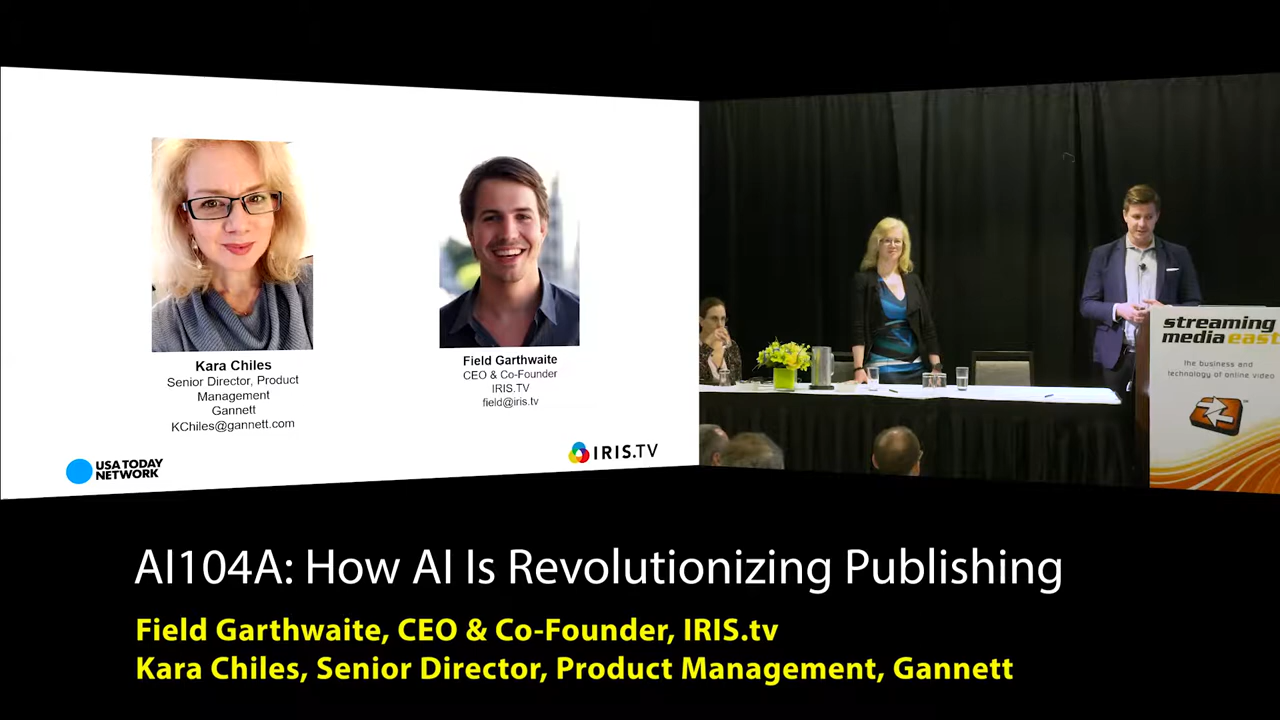 Kara Chiles
Senior Director, Product
Management
Gannett
KChiles@gannett.com
Field Garthwaite
CEO & Co-Founder
IRIS.TV
field@iris.tv
USA TODAY
NETWORK
IRIS.TV
streaming
media east
the business and
technology of online video
AI104A: How AI Is Revolutionizing Publishing
Field Garthwaite, CEO & Co-Founder, IRIS.tv
Kara Chiles, Senior Director, Product Management, Gannett